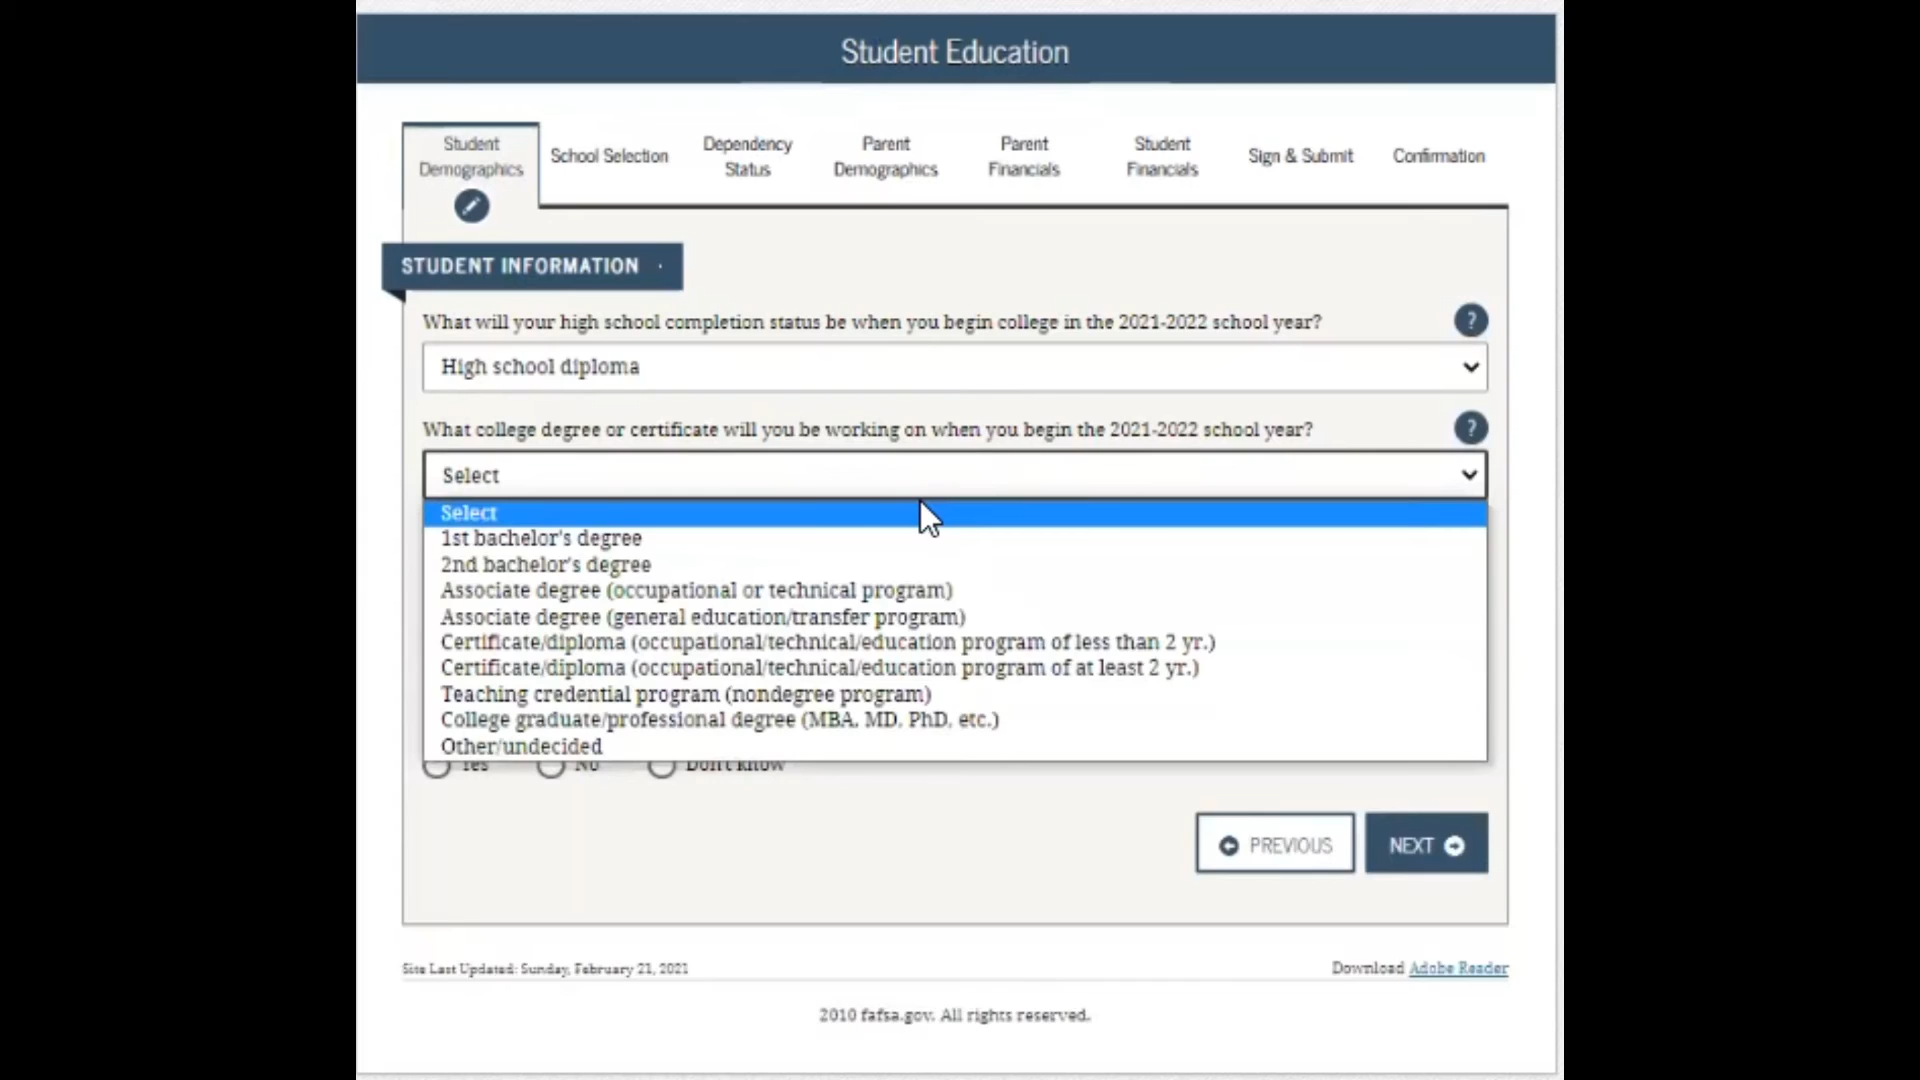 Student Education
Student
Demographics
School Selection
Dependency
Status
Parent
Demographics
Parent
Financials
Student
Financials
Sign & Submit
Confirmation
STUDENT INFORMATION
What will your high school completion status be when you begin college in the 2021-2022 school year?
?
High school diploma
What college degree or certificate will you be working on when you begin the 2021-2022 school year?
?
Select
Select
1st bachelor's degree
2nd bachelor's degree
Associate degree (occupational or technical program)
Associate degree (general education/transfer program)
Certificate/diploma (occupational/technical/education program of less than 2 yr.)
Certificate/diploma (occupational/technical/education program of at least 2 yr.)
Teaching credential program (nondegree program)
College graduate/professional degree (MBA, MD, PhD, etc.)
Other/undecided
Yes No Don't know
PREVIOUS
NEXT
Site Last Updated: Sunday, February 21, 2021
Download Adobe Reader
2010 fafsa.gov. All rights reserved.